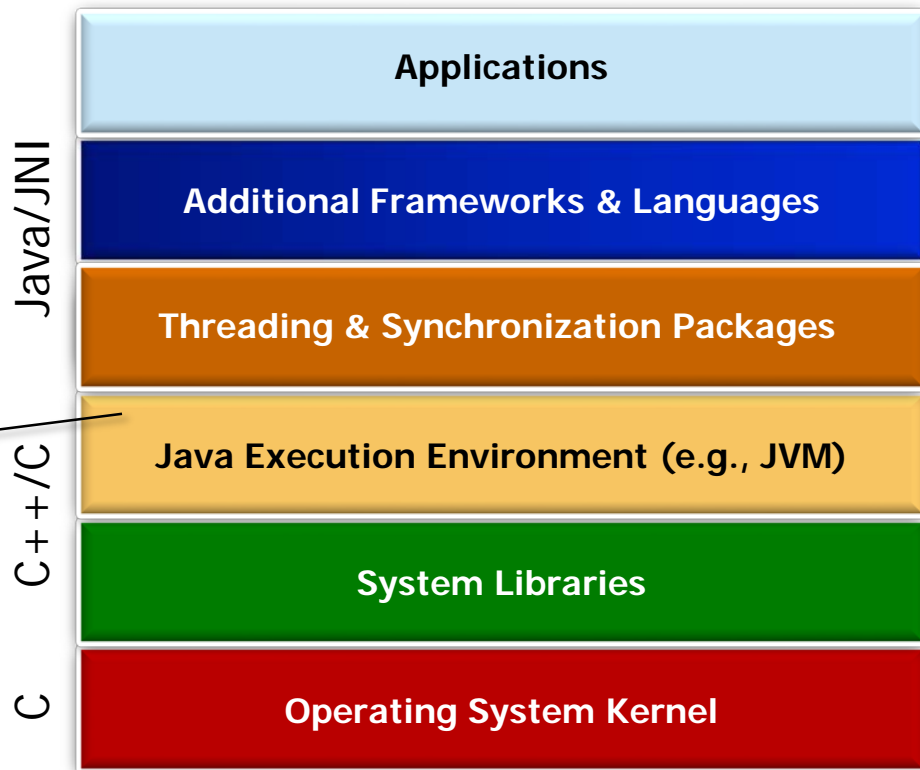 Applications
Java/JNI
Additional Frameworks & Languages
Threading & Synchronization Packages
C++/C
Java Execution Environment (e.g., JVM)
System Libraries
C
Operating System Kernel